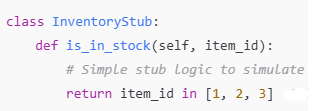 class InventoryStub:
    def is_in_stock(self, item_id):
        # Simple stub logic to simulate
        return item_id in [1, 2, 3]